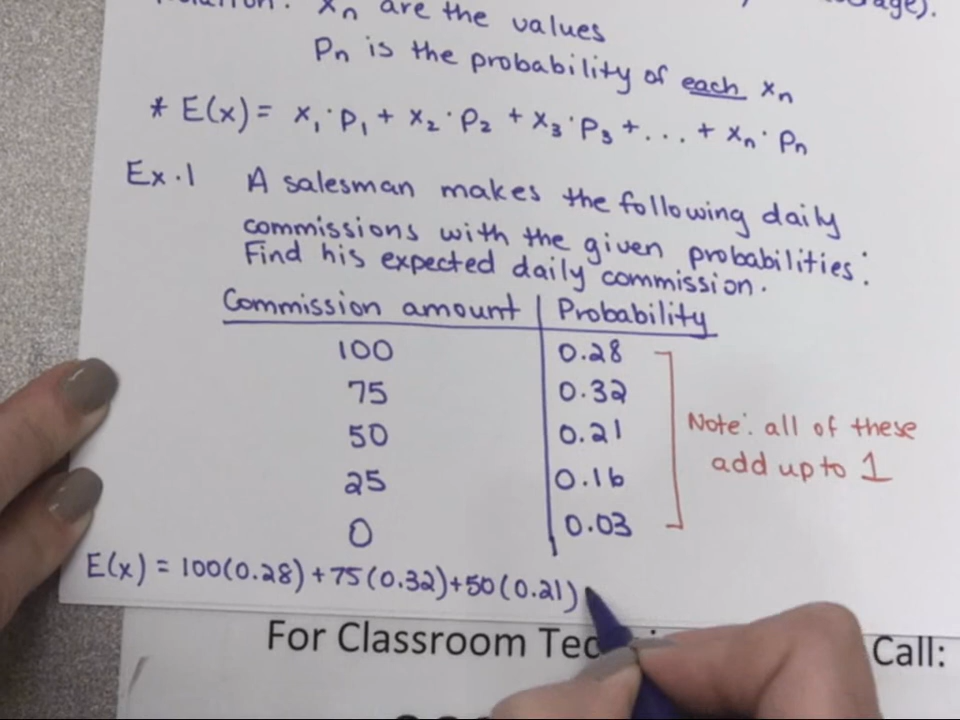 xₙ are the values
Pₙ is the probability of each xₙ
* E(x) = x₁·P₁ + x₂·P₂ + x₃·P₃ + ... + xₙ·Pₙ
Ex.1 A salesman makes the following daily
commissions with the given probabilities:
Find his expected daily commission.
Commission amount | Probability
100 0.28
75 0.32
50 0.21
25 0.16
0 0.03
Note: all of these
add up to 1
E(x) = 100(0.28) + 75(0.32) + 50(0.21)
For Classroom Call: